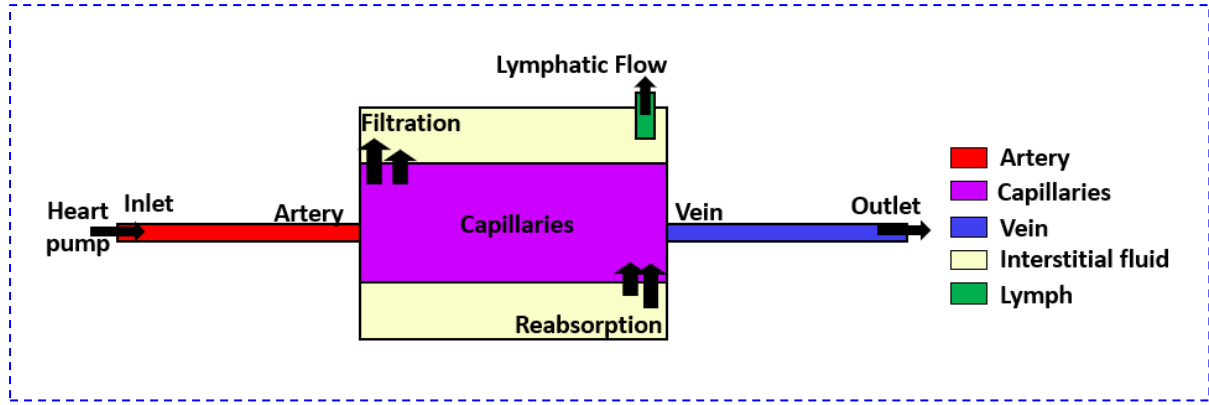 Lymphatic Flow
Filtration
Heart
pump
Inlet
Artery
Capillaries
Vein
Outlet
Reabsorption
Artery
Capillaries
Vein
Interstitial fluid
Lymph